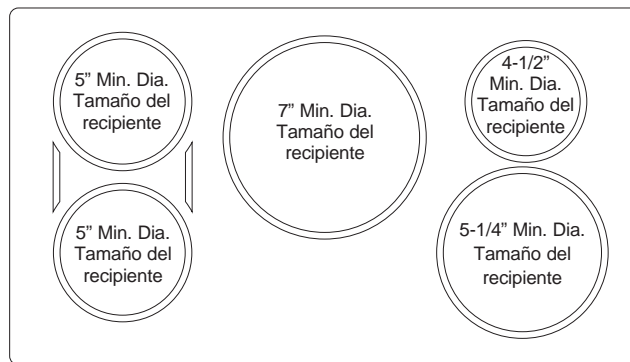 5” Min. Dia.
Tamaño del
recipiente
5” Min. Dia.
Tamaño del
recipiente
7” Min. Dia.
Tamaño del
recipiente
4-1/2”
Min. Dia.
Tamaño del
recipiente
5-1/4” Min. Dia.
Tamaño del
recipiente